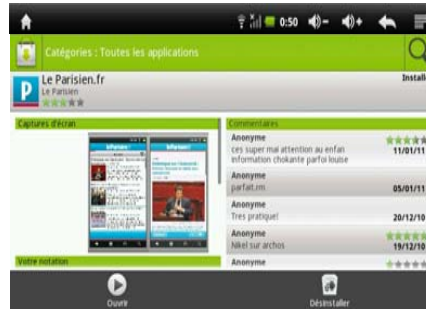 0:50
Catégories : Toutes les applications
Le Parisien.fr
Le Parisien
Installé
Captures d'écran
Commentaires
Anonyme
ces super mal attention au enfan
information chokante parfoi louise
11/01/11
Anonyme
parfait.rm
05/01/11
Anonyme
Tres pratique!
20/12/10
Anonyme
Nikel sur archos
19/12/10
Anonyme
Votre notation
Ouvrir
Désinstaller